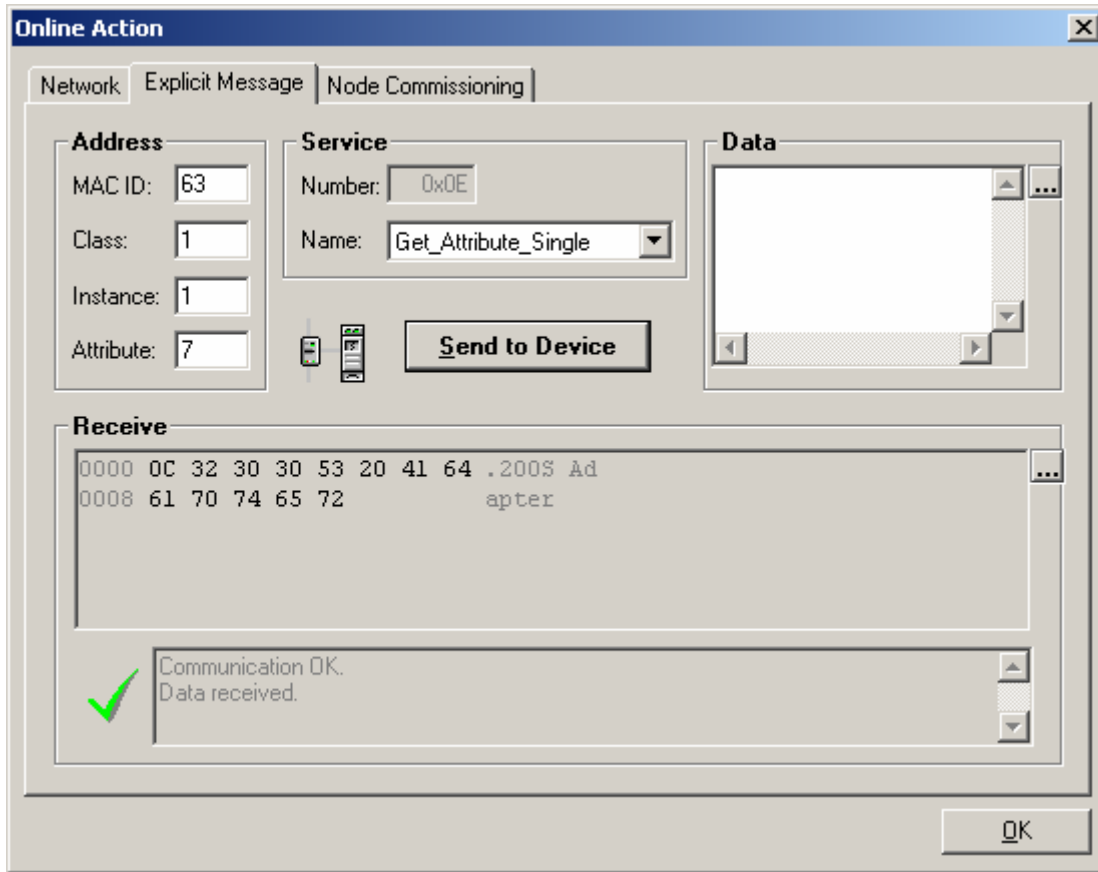 Online Action
Network Explicit Message Node Commissioning
Address
MAC ID: 63
Class: 1
Instance: 1
Attribute: 7
Service
Number: 0x0E
Name: Get_Attribute_Single
Send to Device
Data
...
Receive
0000 0C 32 30 30 53 20 41 64 .200S Ad
0008 61 70 74 65 72 apter
...
Communication OK.
Data received.
OK